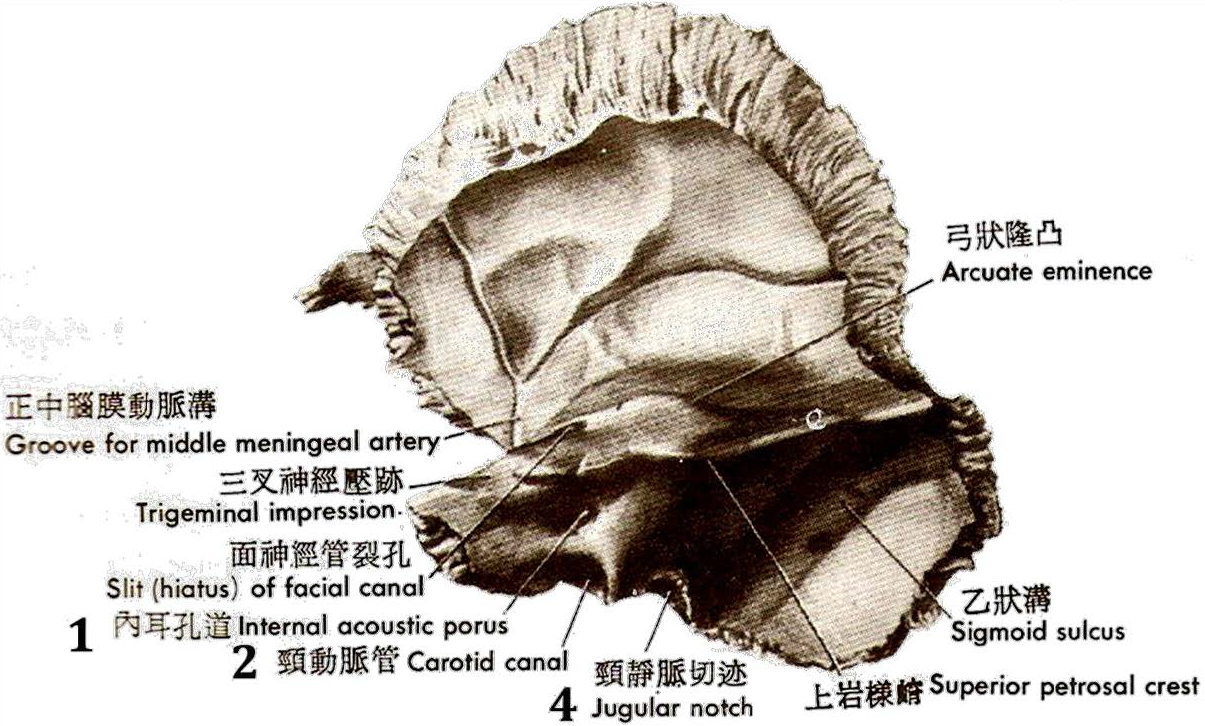 弓狀隆凸
Arcuate eminence
正中腦膜動脈溝
Groove for middle meningeal artery
三叉神經壓跡
Trigeminal impression
面神經管裂孔
Slit (hiatus) of facial canal
1 內耳孔道 Internal acoustic porus
2 頸動脈管 Carotid canal
頸靜脈切迹
4 Jugular notch
乙狀溝
Sigmoid sulcus
上岩樣嵴 Superior petrosal crest